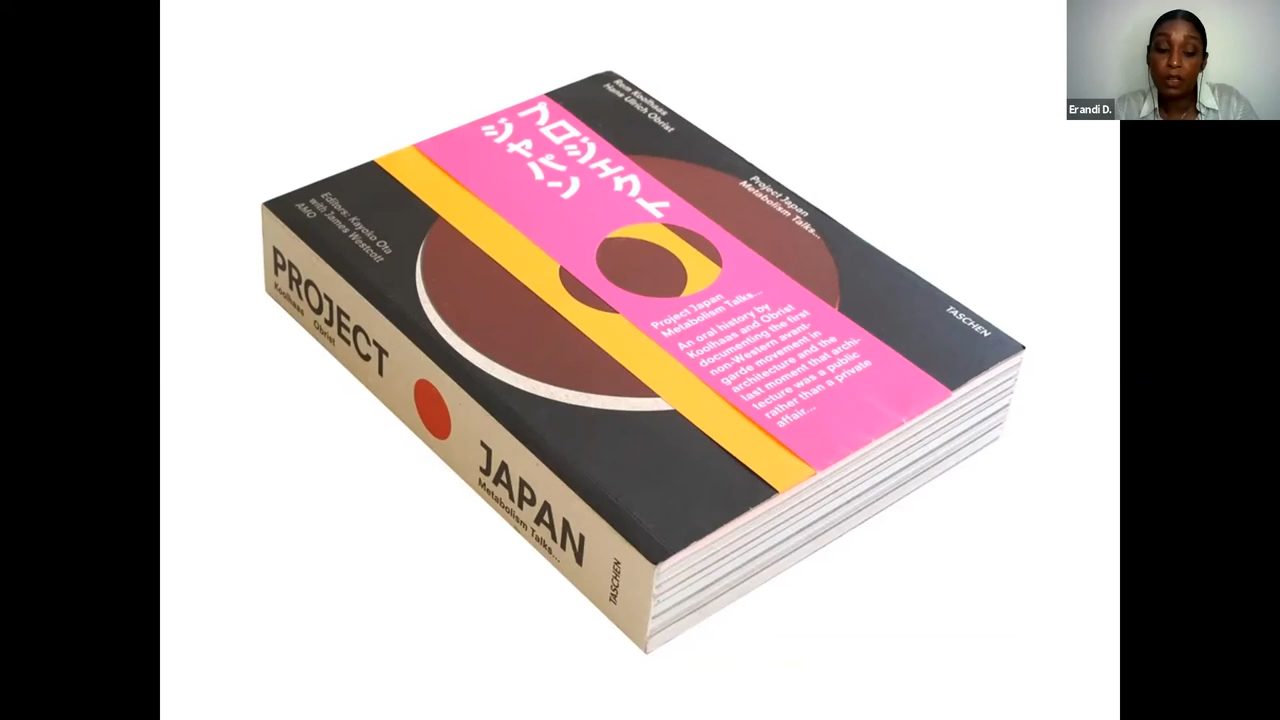 Rem Koolhaas
Hans Ulrich Obrist
プロジェクト
ジャパン
Project Japan
Metabolism Talks...
Editors: Kayoko Ota
with James Westcott
AMO
Project Japan
Metabolism Talks...
An oral history by
Koolhaas and Obrist
documenting the first
non-Western avant-
garde movement in
architecture and the
last moment that archi-
tecture was a public
rather than a private
affair...
TASCHEN
PROJECT
Koolhaas Obrist
JAPAN
Metabolism Talks...
TASCHEN
Erandi D.